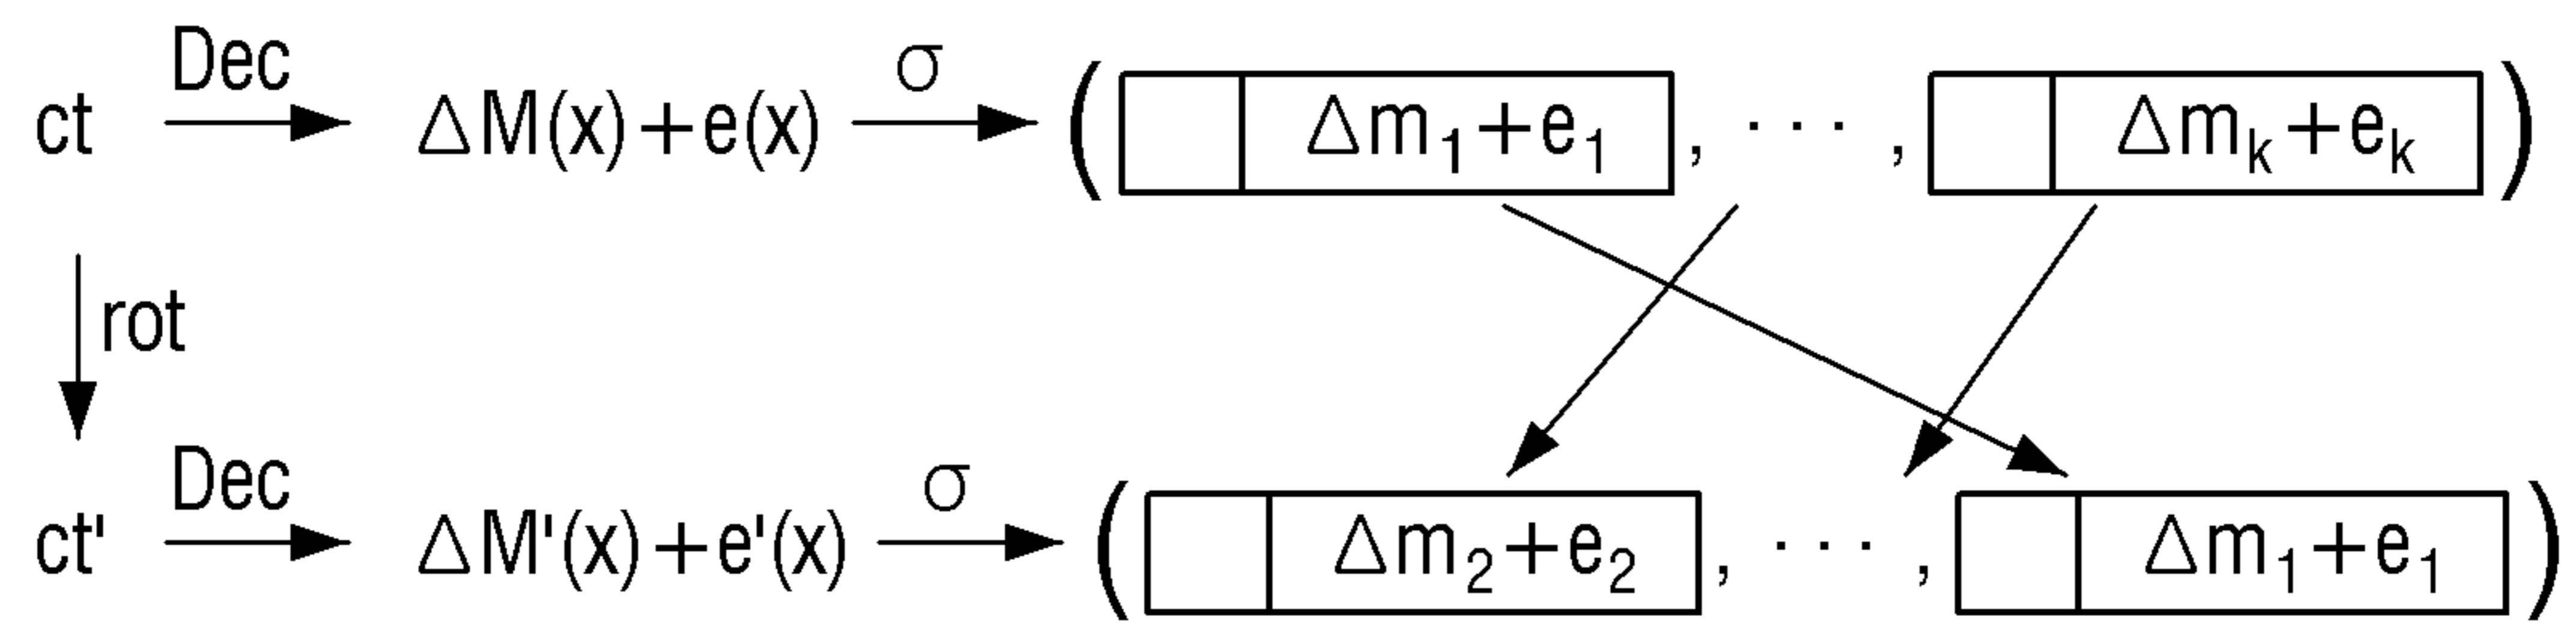 ct Dec ΔM(x)+e(x) σ ( Δm₁+e₁ , ··· , Δmₖ+eₖ )
rot
ct' Dec ΔM'(x)+e'(x) σ ( Δm₂+e₂ , ··· , Δm₁+e₁ )